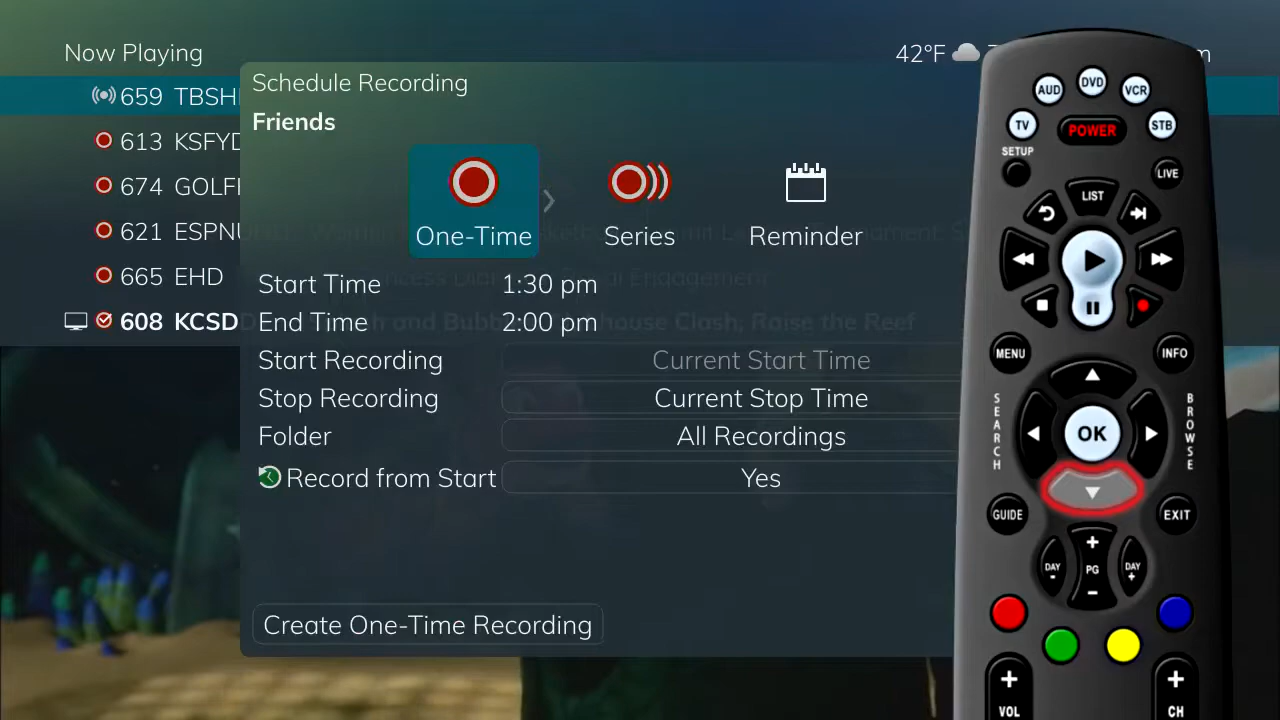 Now Playing
42°F
m
659 TBSH
613 KSFYD
674 GOLF
621 ESPNU
665 EHD
608 KCSD
Schedule Recording
Friends
One-Time
Series
Reminder
Start Time 1:30 pm
End Time 2:00 pm
Start Recording Current Start Time
Stop Recording Current Stop Time
Folder All Recordings
Record from Start Yes
Create One-Time Recording
AUD DVD VCR
TV POWER STB
SETUP
LIVE
LIST
MENU INFO
SEARCH
OK
BROWSE
GUIDE EXIT
DAY - + PG - DAY +
+ VOL
+ CH